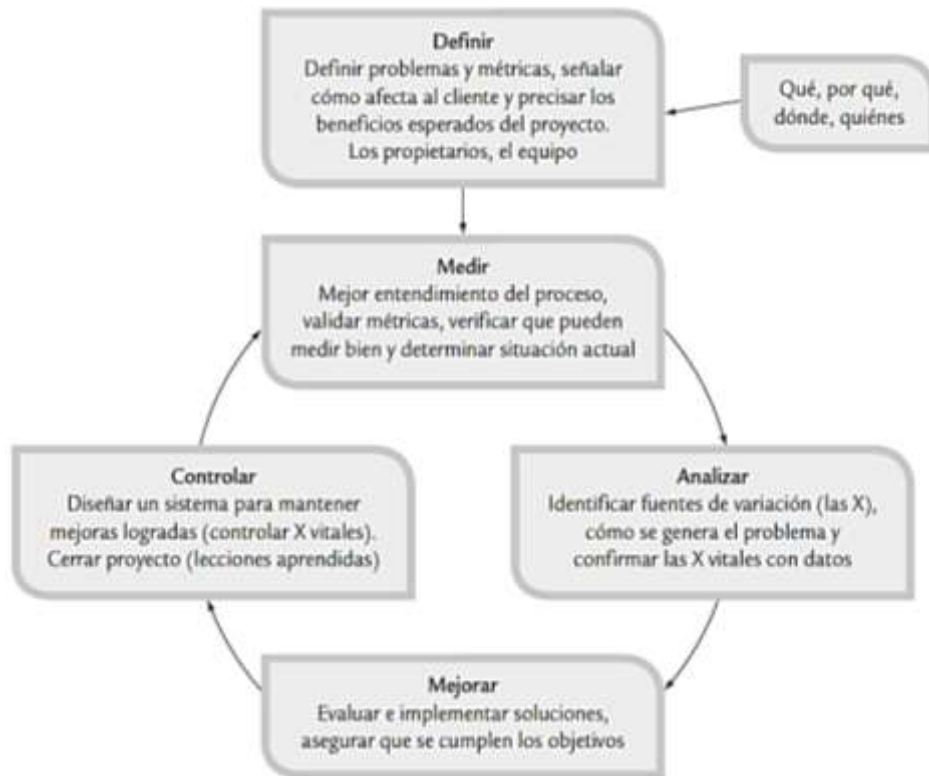 Definir
Definir problemas y métricas, señalar
cómo afecta al cliente y precisar los
beneficios esperados del proyecto.
Los propietarios, el equipo
Qué, por qué,
dónde, quiénes
Medir
Mejor entendimiento del proceso,
validar métricas, verificar que pueden
medir bien y determinar situación actual
Controlar
Diseñar un sistema para mantener
mejoras logradas (controlar X vitales).
Cerrar proyecto (lecciones aprendidas)
Analizar
Identificar fuentes de variación (las X),
cómo se genera el problema y
confirmar las X vitales con datos
Mejorar
Evaluar e implementar soluciones,
asegurar que se cumplen los objetivos